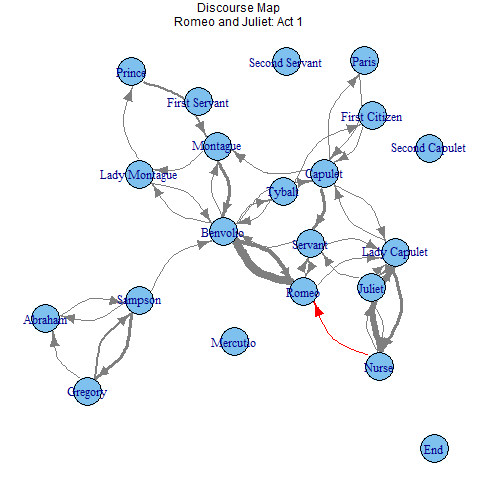 Discourse Map
Romeo and Juliet: Act 1
Second Servant
Paris
Prince
First Servant
First Citizen
Montague
Second Capulet
Lady Montague
Capulet
Tybalt
Benvolio
Servant
Lady Capulet
Romeo
Juliet
Sampson
Abraham
Mercutio
Nurse
Gregory
End